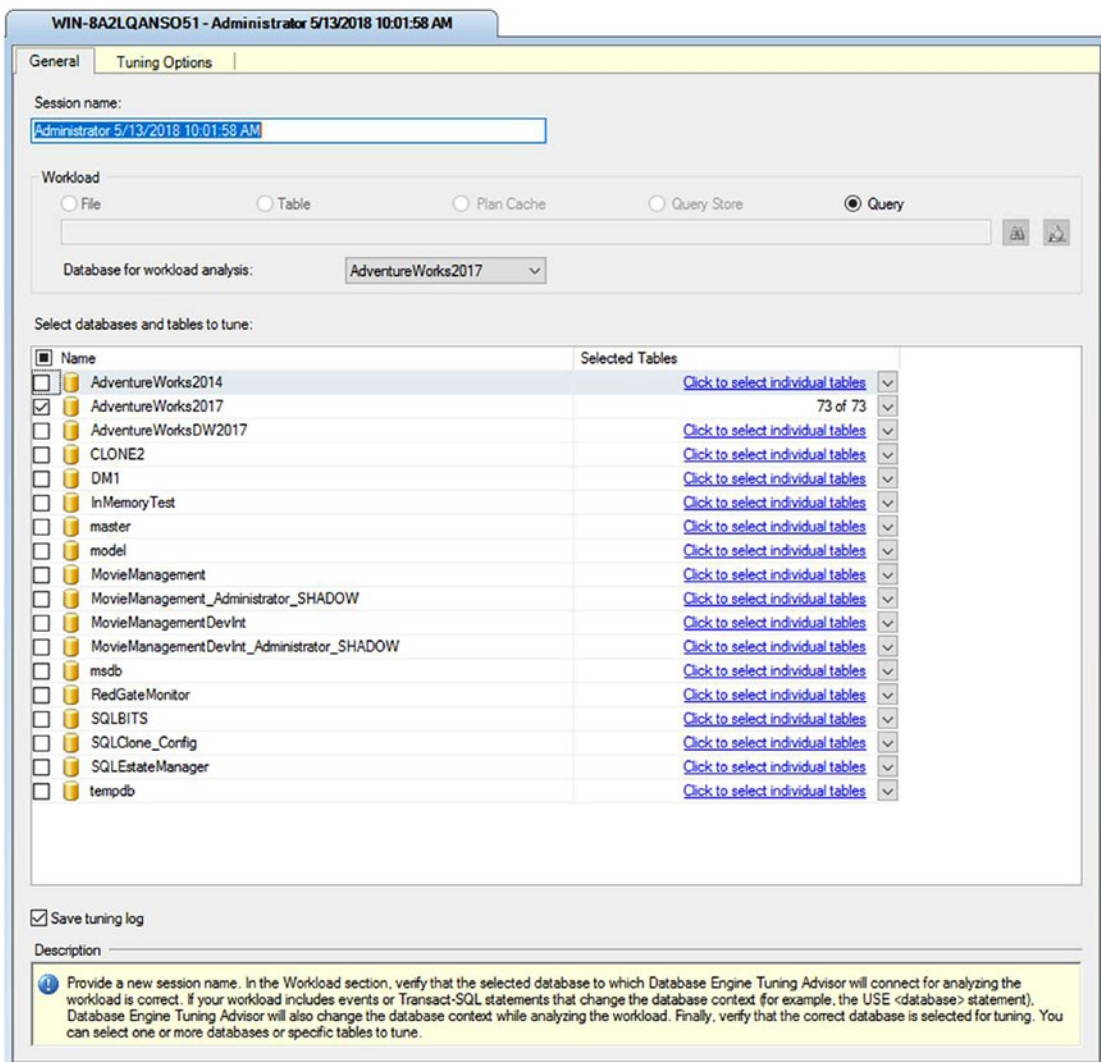 WIN-8A2LQANSO51 - Administrator 5/13/2018 10:01:58 AM
General Tuning Options
Session name:
Administrator 5/13/2018 10:01:58 AM
Workload
File Table Plan Cache Query Store Query
Database for workload analysis: AdventureWorks2017
Select databases and tables to tune:
Name Selected Tables
AdventureWorks2014 Click to select individual tables
AdventureWorks2017 73 of 73
AdventureWorksDW2017 Click to select individual tables
CLONE2 Click to select individual tables
DM1 Click to select individual tables
InMemoryTest Click to select individual tables
master Click to select individual tables
model Click to select individual tables
MovieManagement Click to select individual tables
MovieManagement_Administrator_SHADOW Click to select individual tables
MovieManagementDevInt Click to select individual tables
MovieManagementDevInt_Administrator_SHADOW Click to select individual tables
msdb Click to select individual tables
RedGateMonitor Click to select individual tables
SQLBITS Click to select individual tables
SQLClone_Config Click to select individual tables
SQLEstateManager Click to select individual tables
tempdb Click to select individual tables
Save tuning log
Description
Provide a new session name. In the Workload section, verify that the selected database to which Database Engine Tuning Advisor will connect for analyzing the
workload is correct. If your workload includes events or Transact-SQL statements that change the database context (for example, the USE <database> statement),
Database Engine Tuning Advisor will also change the database context while analyzing the workload. Finally, verify that the correct database is selected for tuning. You
can select one or more databases or specific tables to tune.